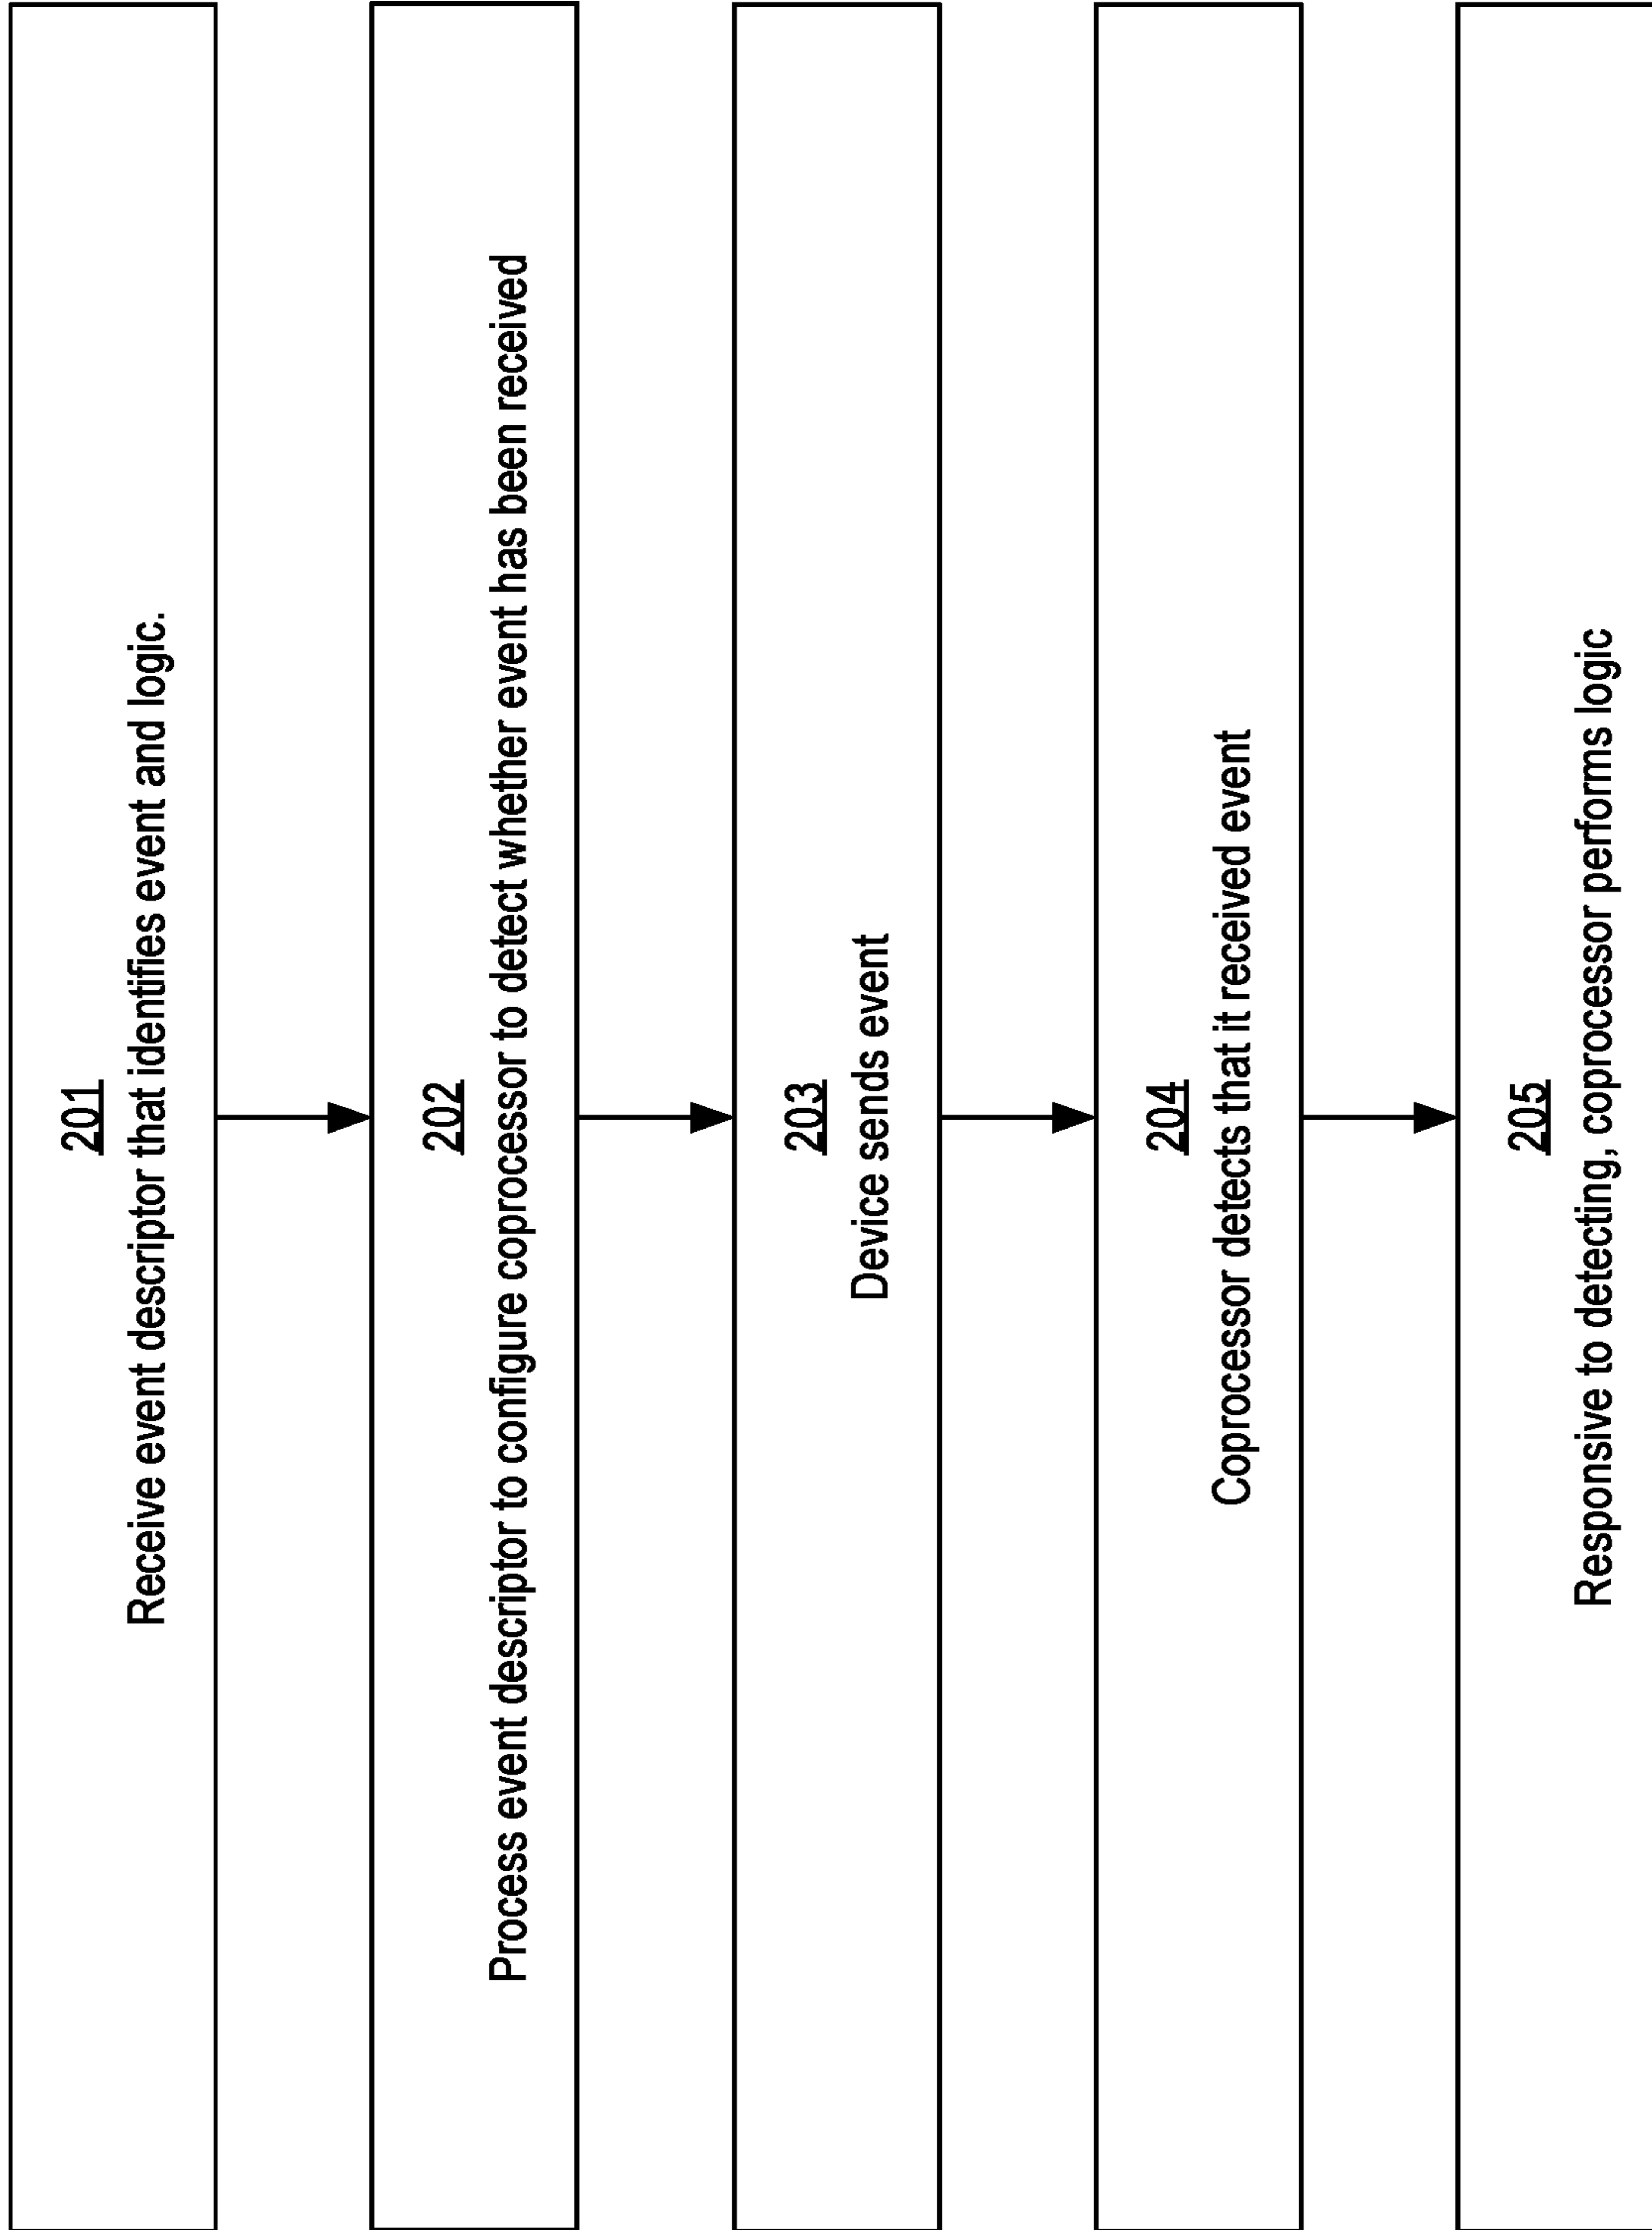 201
Receive event descriptor that identifies event and logic.
202
Process event descriptor to configure coprocessor to detect whether event has been received
203
Device sends event
204
Coprocessor detects that it received event
205
Responsive to detecting, coprocessor performs logic